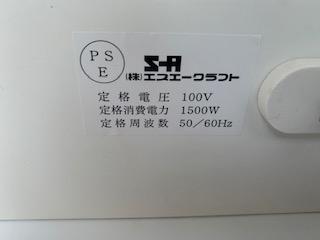 PS
E
S-A
(株)エスエークラフト
定格電圧 100V
定格消費電力 1500W
定格周波数 50/60Hz